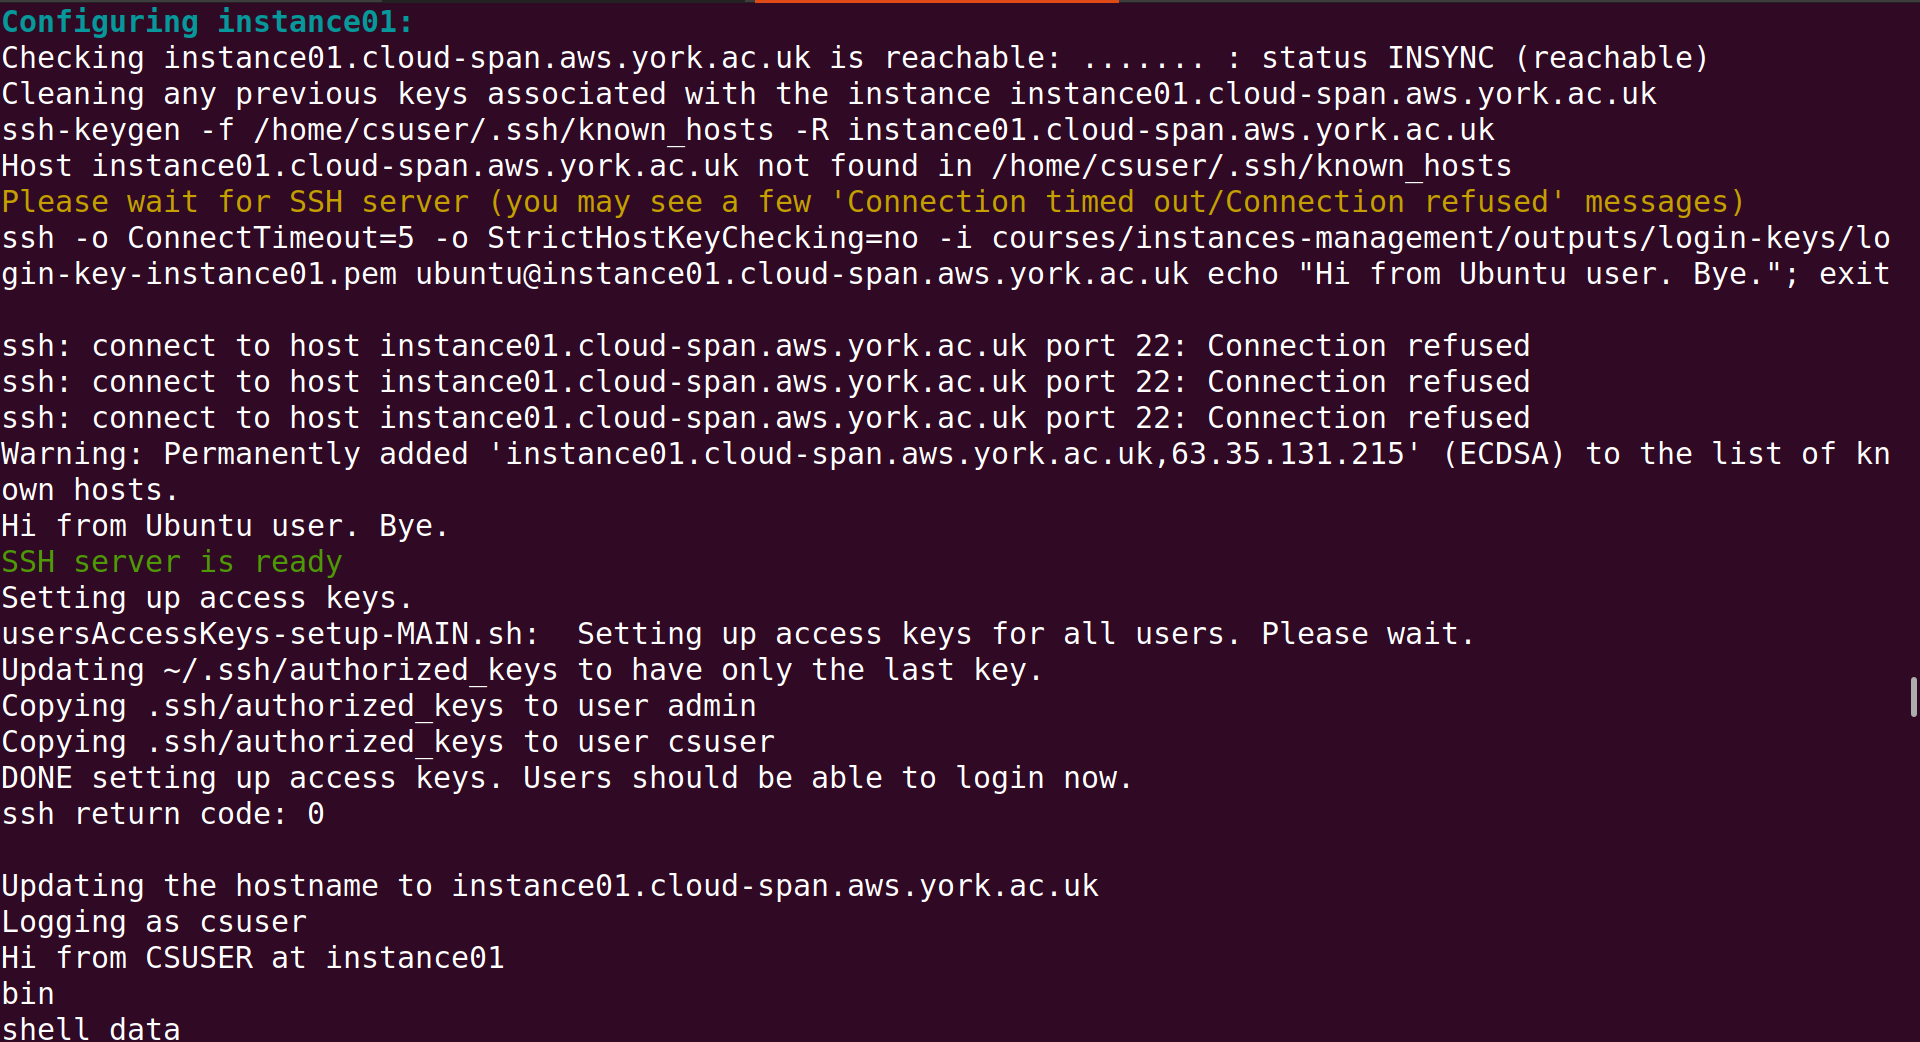 Configuring instance01:
Checking instance01.cloud-span.aws.york.ac.uk is reachable: ....... : status INSYNC (reachable)
Cleaning any previous keys associated with the instance instance01.cloud-span.aws.york.ac.uk
ssh-keygen -f /home/csuser/.ssh/known_hosts -R instance01.cloud-span.aws.york.ac.uk
Host instance01.cloud-span.aws.york.ac.uk not found in /home/csuser/.ssh/known_hosts
Please wait for SSH server (you may see a few 'Connection timed out/Connection refused' messages)
ssh -o ConnectTimeout=5 -o StrictHostKeyChecking=no -i courses/instances-management/outputs/login-keys/lo
gin-key-instance01.pem ubuntu@instance01.cloud-span.aws.york.ac.uk echo "Hi from Ubuntu user. Bye."; exit
ssh: connect to host instance01.cloud-span.aws.york.ac.uk port 22: Connection refused
ssh: connect to host instance01.cloud-span.aws.york.ac.uk port 22: Connection refused
ssh: connect to host instance01.cloud-span.aws.york.ac.uk port 22: Connection refused
Warning: Permanently added 'instance01.cloud-span.aws.york.ac.uk,63.35.131.215' (ECDSA) to the list of kn
own hosts.
Hi from Ubuntu user. Bye.
SSH server is ready
Setting up access keys.
usersAccessKeys-setup-MAIN.sh:  Setting up access keys for all users. Please wait.
Updating ~/.ssh/authorized_keys to have only the last key.
Copying .ssh/authorized_keys to user admin
Copying .ssh/authorized_keys to user csuser
DONE setting up access keys. Users should be able to login now.
ssh return code: 0
Updating the hostname to instance01.cloud-span.aws.york.ac.uk
Logging as csuser
Hi from CSUSER at instance01
bin
shell_data